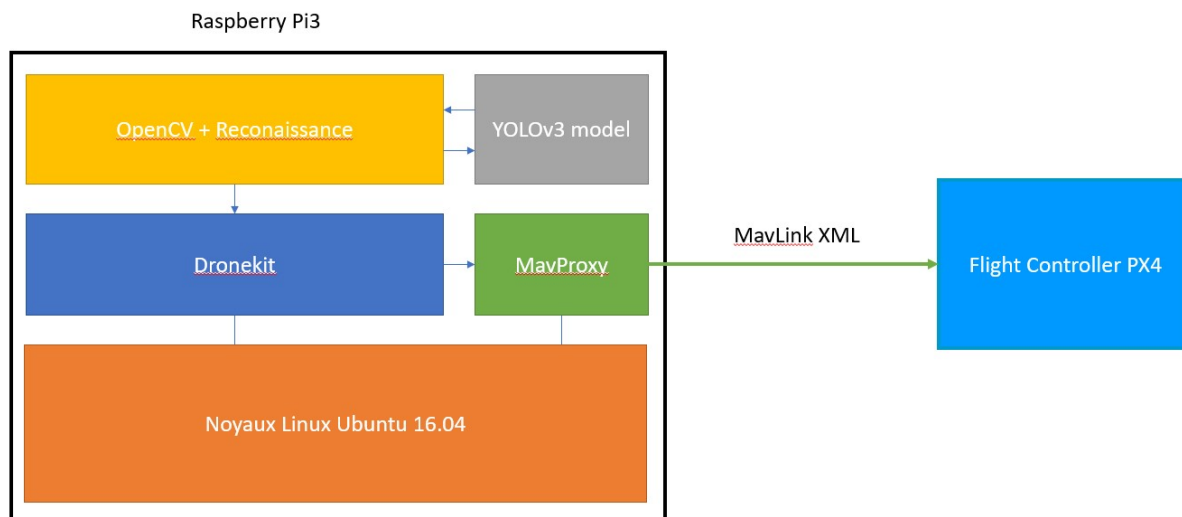 Raspberry Pi3
OpenCV + Reconaissance
YOLOv3 model
Dronekit
MavProxy
MavLink XML
Flight Controller PX4
Noyaux Linux Ubuntu 16.04